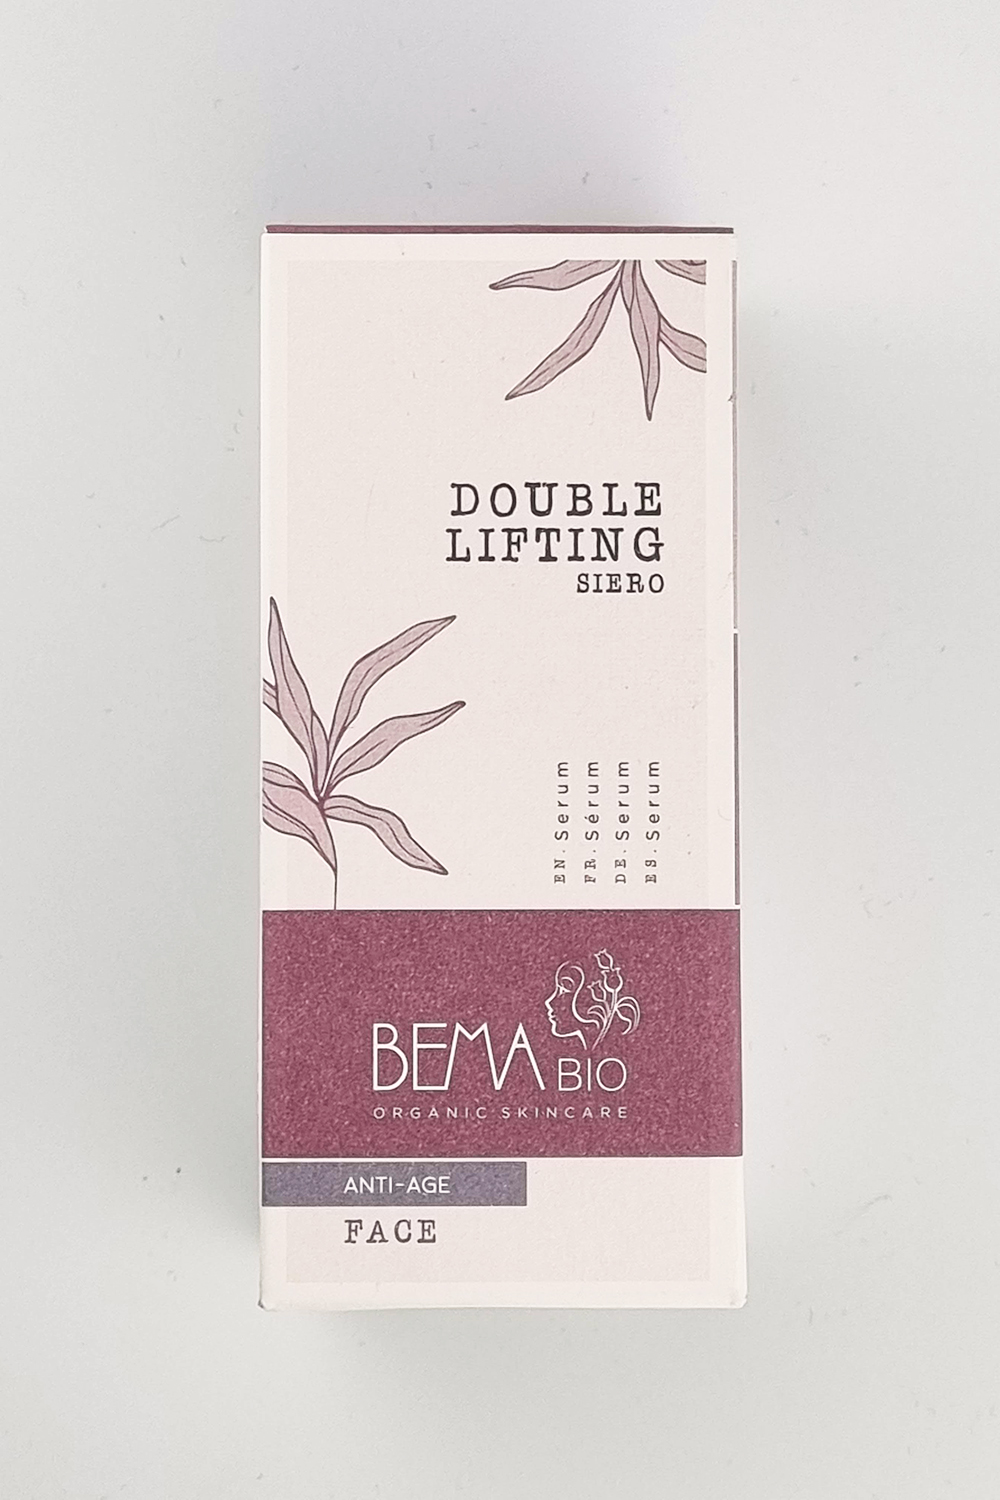 DOUBLE
LIFTING
SIERO
EN. Serum
FR. Sérum
DE. Serum
ES. Serum
BEMA BIO
ORGANIC SKINCARE
ANTI-AGE
FACE